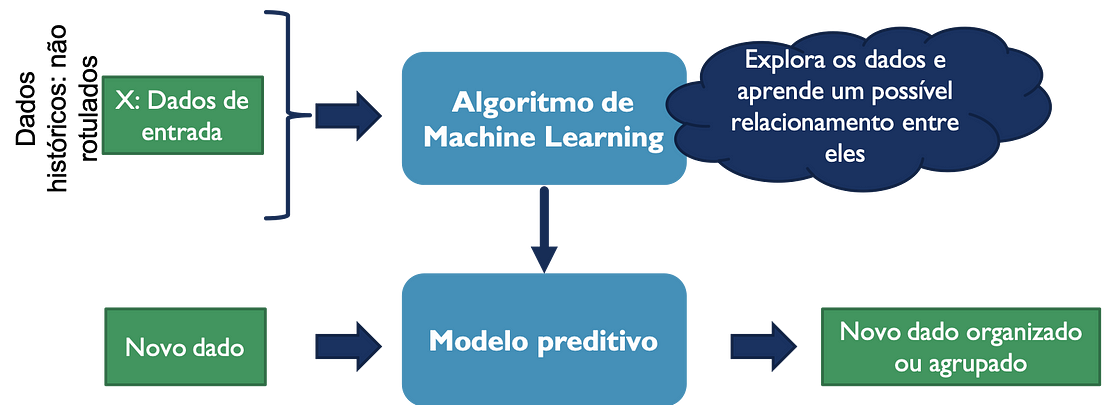 Dados
históricos: não
rotulados
X: Dados de
entrada
Algoritmo de
Machine Learning
Explora os dados e
aprende um possível
relacionamento entre
eles
Novo dado
Modelo preditivo
Novo dado organizado
ou agrupado